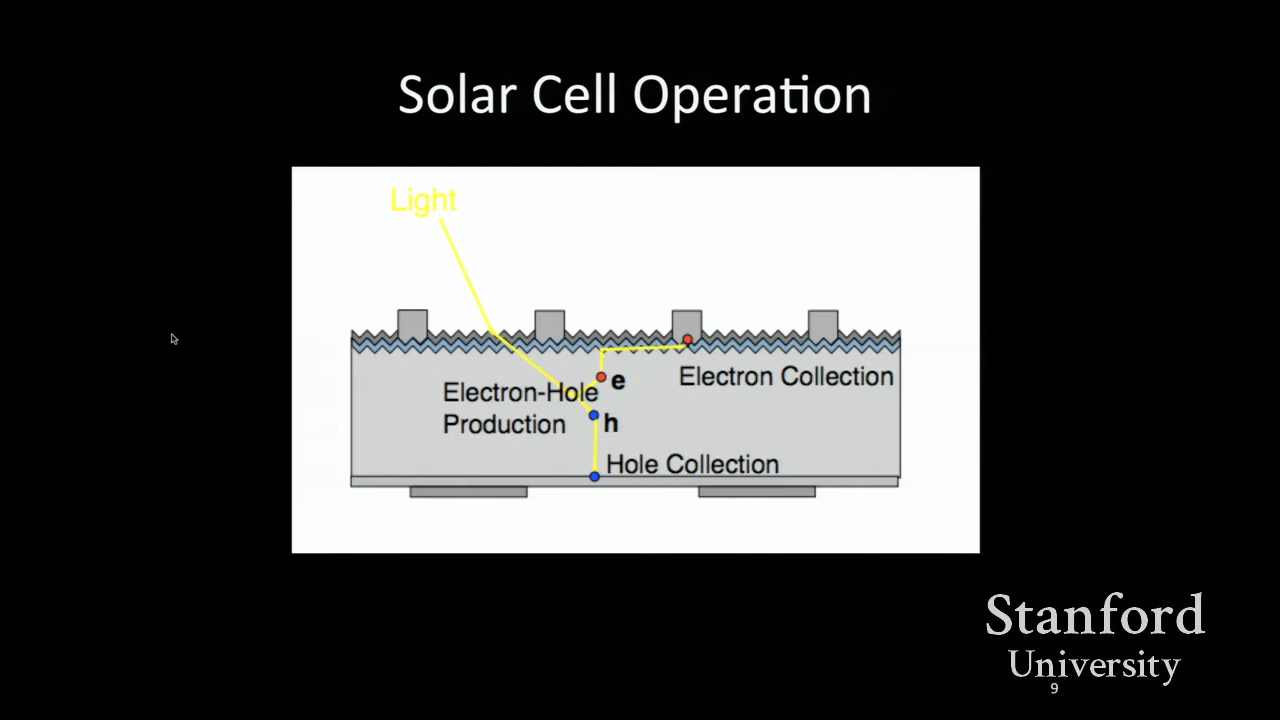 Solar Cell Operation
Light
Electron Collection
e
Electron-Hole
Production
h
Hole Collection
Stanford
University
9